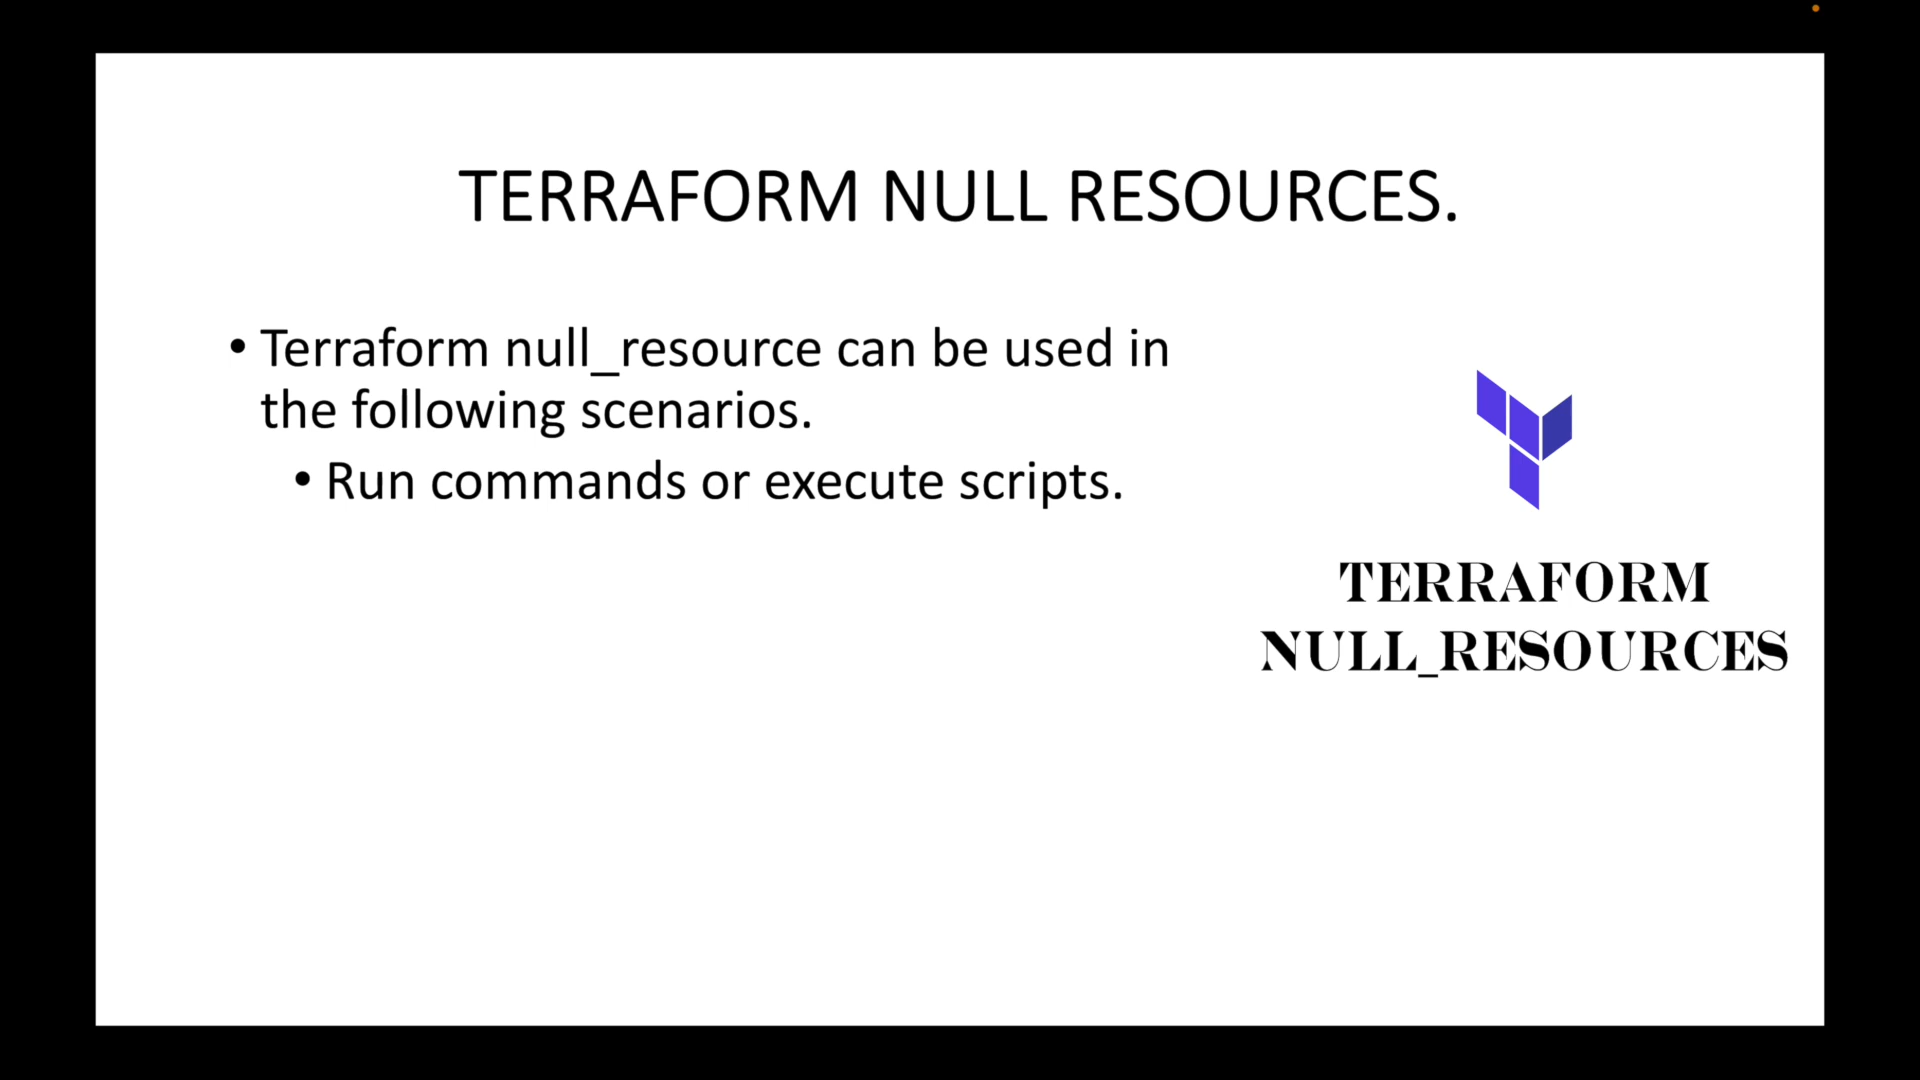 TERRAFORM NULL RESOURCES.
• Terraform null_resource can be used in
the following scenarios.
• Run commands or execute scripts.
TERRAFORM
NULL_RESOURCES